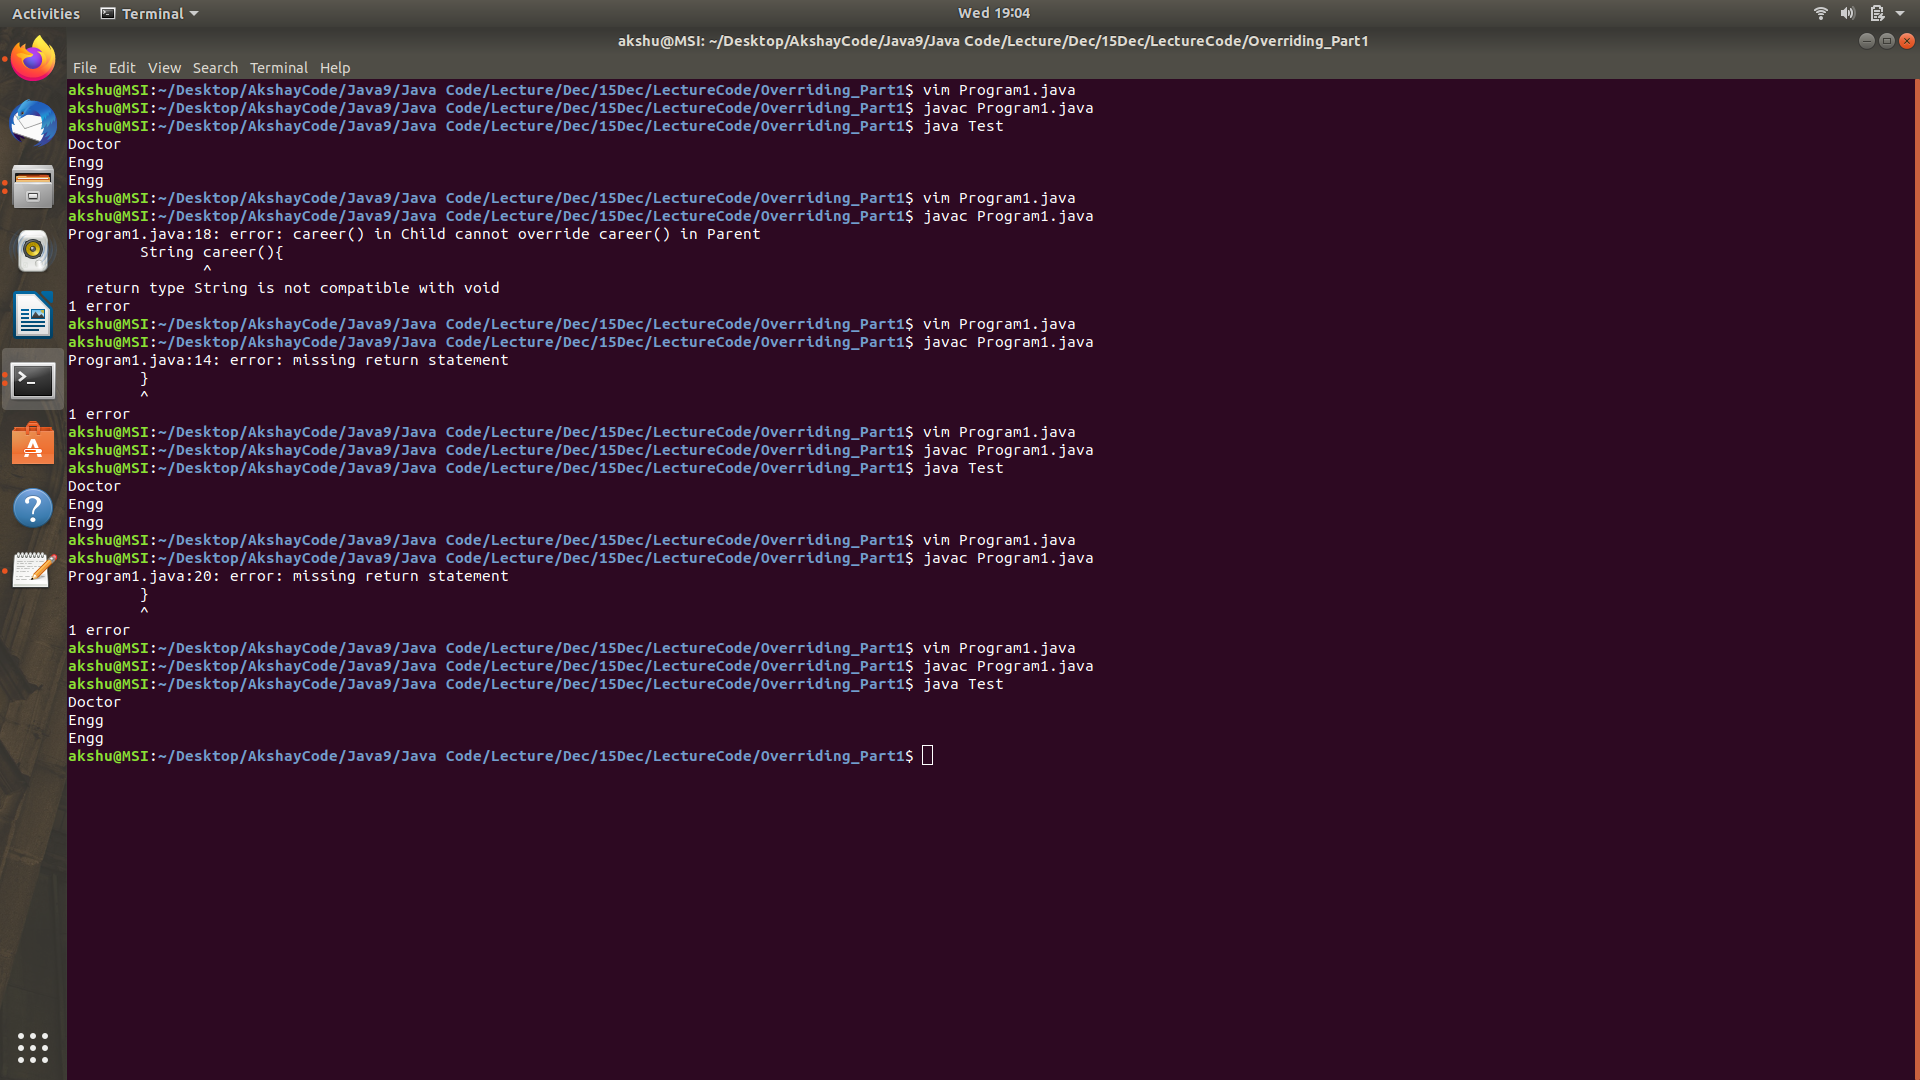 Activities Terminal Wed 19:04
akshu@MSI: ~/Desktop/AkshayCode/Java9/Java Code/Lecture/Dec/15Dec/LectureCode/Overriding_Part1
File Edit View Search Terminal Help
akshu@MSI:~/Desktop/AkshayCode/Java9/Java Code/Lecture/Dec/15Dec/LectureCode/Overriding_Part1$ vim Program1.java
akshu@MSI:~/Desktop/AkshayCode/Java9/Java Code/Lecture/Dec/15Dec/LectureCode/Overriding_Part1$ javac Program1.java
akshu@MSI:~/Desktop/AkshayCode/Java9/Java Code/Lecture/Dec/15Dec/LectureCode/Overriding_Part1$ java Test
Doctor
Engg
Engg
akshu@MSI:~/Desktop/AkshayCode/Java9/Java Code/Lecture/Dec/15Dec/LectureCode/Overriding_Part1$ vim Program1.java
akshu@MSI:~/Desktop/AkshayCode/Java9/Java Code/Lecture/Dec/15Dec/LectureCode/Overriding_Part1$ javac Program1.java
Program1.java:18: error: career() in Child cannot override career() in Parent
        String career(){
               ^
  return type String is not compatible with void
1 error
akshu@MSI:~/Desktop/AkshayCode/Java9/Java Code/Lecture/Dec/15Dec/LectureCode/Overriding_Part1$ vim Program1.java
akshu@MSI:~/Desktop/AkshayCode/Java9/Java Code/Lecture/Dec/15Dec/LectureCode/Overriding_Part1$ javac Program1.java
Program1.java:14: error: missing return statement
        }
        ^
1 error
akshu@MSI:~/Desktop/AkshayCode/Java9/Java Code/Lecture/Dec/15Dec/LectureCode/Overriding_Part1$ vim Program1.java
akshu@MSI:~/Desktop/AkshayCode/Java9/Java Code/Lecture/Dec/15Dec/LectureCode/Overriding_Part1$ javac Program1.java
akshu@MSI:~/Desktop/AkshayCode/Java9/Java Code/Lecture/Dec/15Dec/LectureCode/Overriding_Part1$ java Test
Doctor
Engg
Engg
akshu@MSI:~/Desktop/AkshayCode/Java9/Java Code/Lecture/Dec/15Dec/LectureCode/Overriding_Part1$ vim Program1.java
akshu@MSI:~/Desktop/AkshayCode/Java9/Java Code/Lecture/Dec/15Dec/LectureCode/Overriding_Part1$ javac Program1.java
Program1.java:20: error: missing return statement
        }
        ^
1 error
akshu@MSI:~/Desktop/AkshayCode/Java9/Java Code/Lecture/Dec/15Dec/LectureCode/Overriding_Part1$ vim Program1.java
akshu@MSI:~/Desktop/AkshayCode/Java9/Java Code/Lecture/Dec/15Dec/LectureCode/Overriding_Part1$ javac Program1.java
akshu@MSI:~/Desktop/AkshayCode/Java9/Java Code/Lecture/Dec/15Dec/LectureCode/Overriding_Part1$ java Test
Doctor
Engg
Engg
akshu@MSI:~/Desktop/AkshayCode/Java9/Java Code/Lecture/Dec/15Dec/LectureCode/Overriding_Part1$